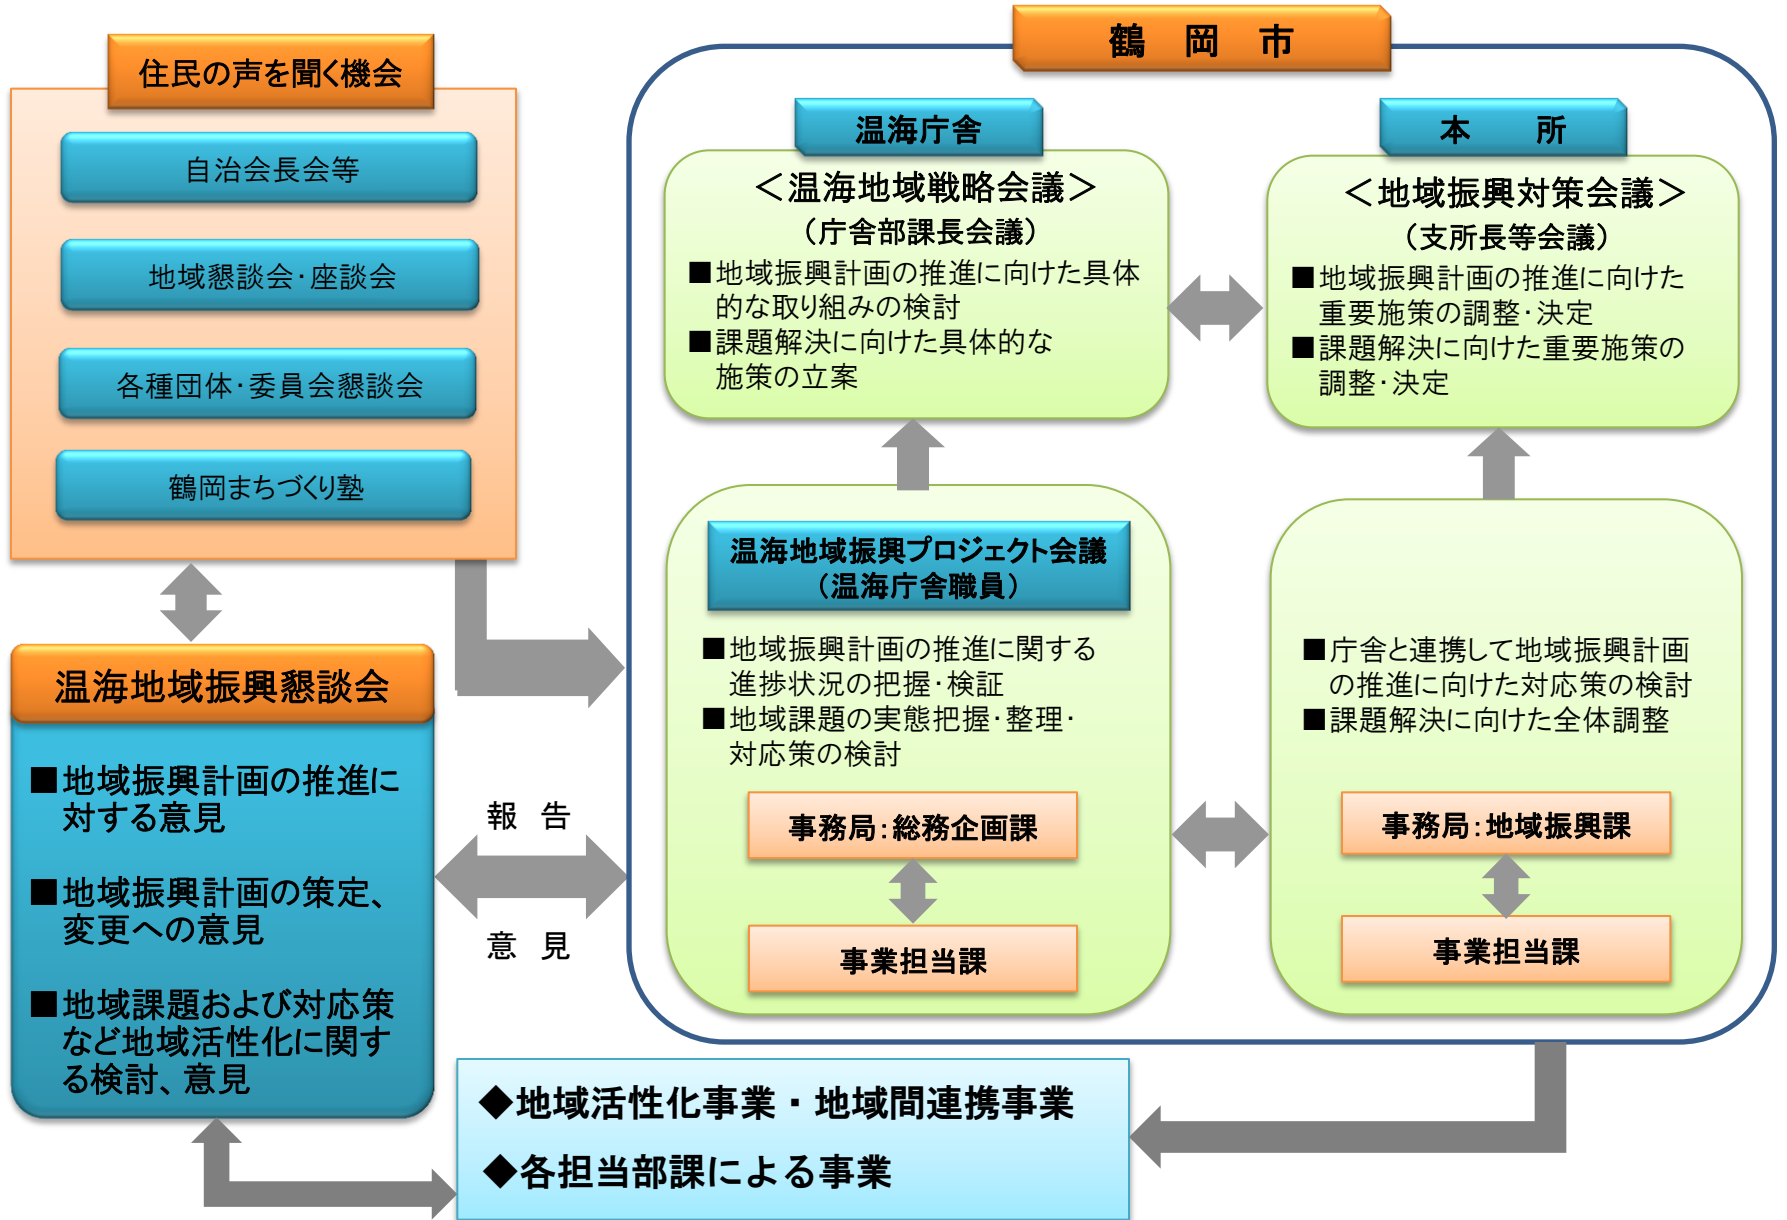 住民の声を聞く機会
自治会長会等
地域懇談会・座談会
各種団体・委員会懇談会
鶴岡まちづくり塾
温海地域振興懇談会
■地域振興計画の推進に
対する意見
■地域振興計画の策定、
変更への意見
■地域課題および対応策
など地域活性化に関す
る検討、意見
報 告
意 見
鶴 岡 市
温海庁舎
＜温海地域戦略会議＞
（庁舎部課長会議）
■地域振興計画の推進に向けた具体
的な取り組みの検討
■課題解決に向けた具体的な
施策の立案
本 所
＜地域振興対策会議＞
（支所長等会議）
■地域振興計画の推進に向けた
重要施策の調整・決定
■課題解決に向けた重要施策の
調整・決定
温海地域振興プロジェクト会議
（温海庁舎職員）
■地域振興計画の推進に関する
進捗状況の把握・検証
■地域課題の実態把握・整理・
対応策の検討
事務局：総務企画課
事業担当課
■庁舎と連携して地域振興計画
の推進に向けた対応策の検討
■課題解決に向けた全体調整
事務局：地域振興課
事業担当課
◆地域活性化事業・地域間連携事業
◆各担当部課による事業